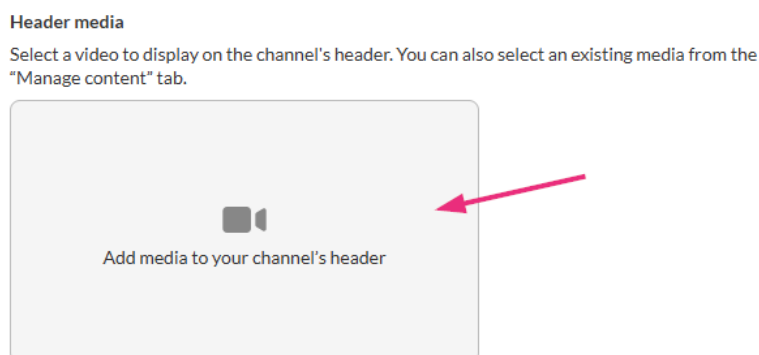 Header media
Select a video to display on the channel's header. You can also select an existing media from the
“Manage content” tab.
Add media to your channel’s header